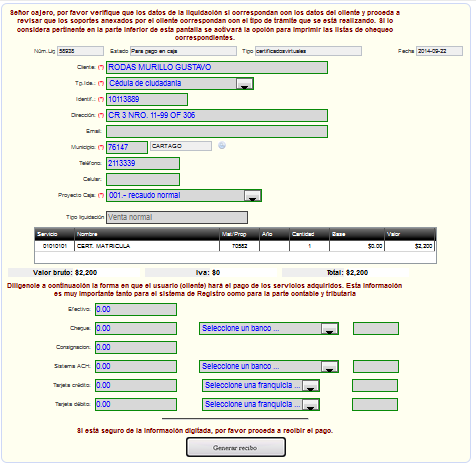 Señor cajero, por favor verifique que los datos de la liquidación si correspondan con los datos del cliente y proceda a
revisar que los soportes anexados por el cliente correspondan con el tipo de trámite que se está realizando. Si lo
considera pertinente en la parte inferior de esta pantalla se activará la opción para imprimir las listas de chequeo
correspondientes.
Núm.Liq 55935 Estado Para pago en caja Tipo certificadosvirtuales Fecha 2014-09-22
Cliente: (*) RODAS MURILLO GUSTAVO
Tp.Ide.: (*) Cédula de ciudadania
Identif.: (*) 10113889
Dirección: (*) CR 3 NRO. 11-99 OF 306
Email:
Municipio. (*) 76147 CARTAGO
Teléfono: 2113339
Celular:
Proyecto Caja: (*) 001.- recaudo normal
Tipo liquidación Venta normal
Servicio Nombre Mat/Prop Año Cantidad Base Valor
01010101 CERT. MATRICULA 70562 1 $0.00 $2,200
Valor bruto: $2,200 Iva: $0 Total: $2,200
Diligencie a continuación la forma en que el usuario (cliente) hará el pago de los servicios adquiridos. Esta información
es muy importante tanto para el sistema de Registro como para la parte contable y tributaria
Efectivo: 0.00
Cheque: 0.00 Seleccione un banco ...
Consignacion: 0.00
Sistema ACH: 0.00 Seleccione un banco ...
Tarjeta crédito: 0.00 Seleccione una franquicia ...
Tarjeta débito: 0.00 Seleccione una franquicia ...
Si está seguro de la información digitada, por favor proceda a recibir el pago.
Generar recibo